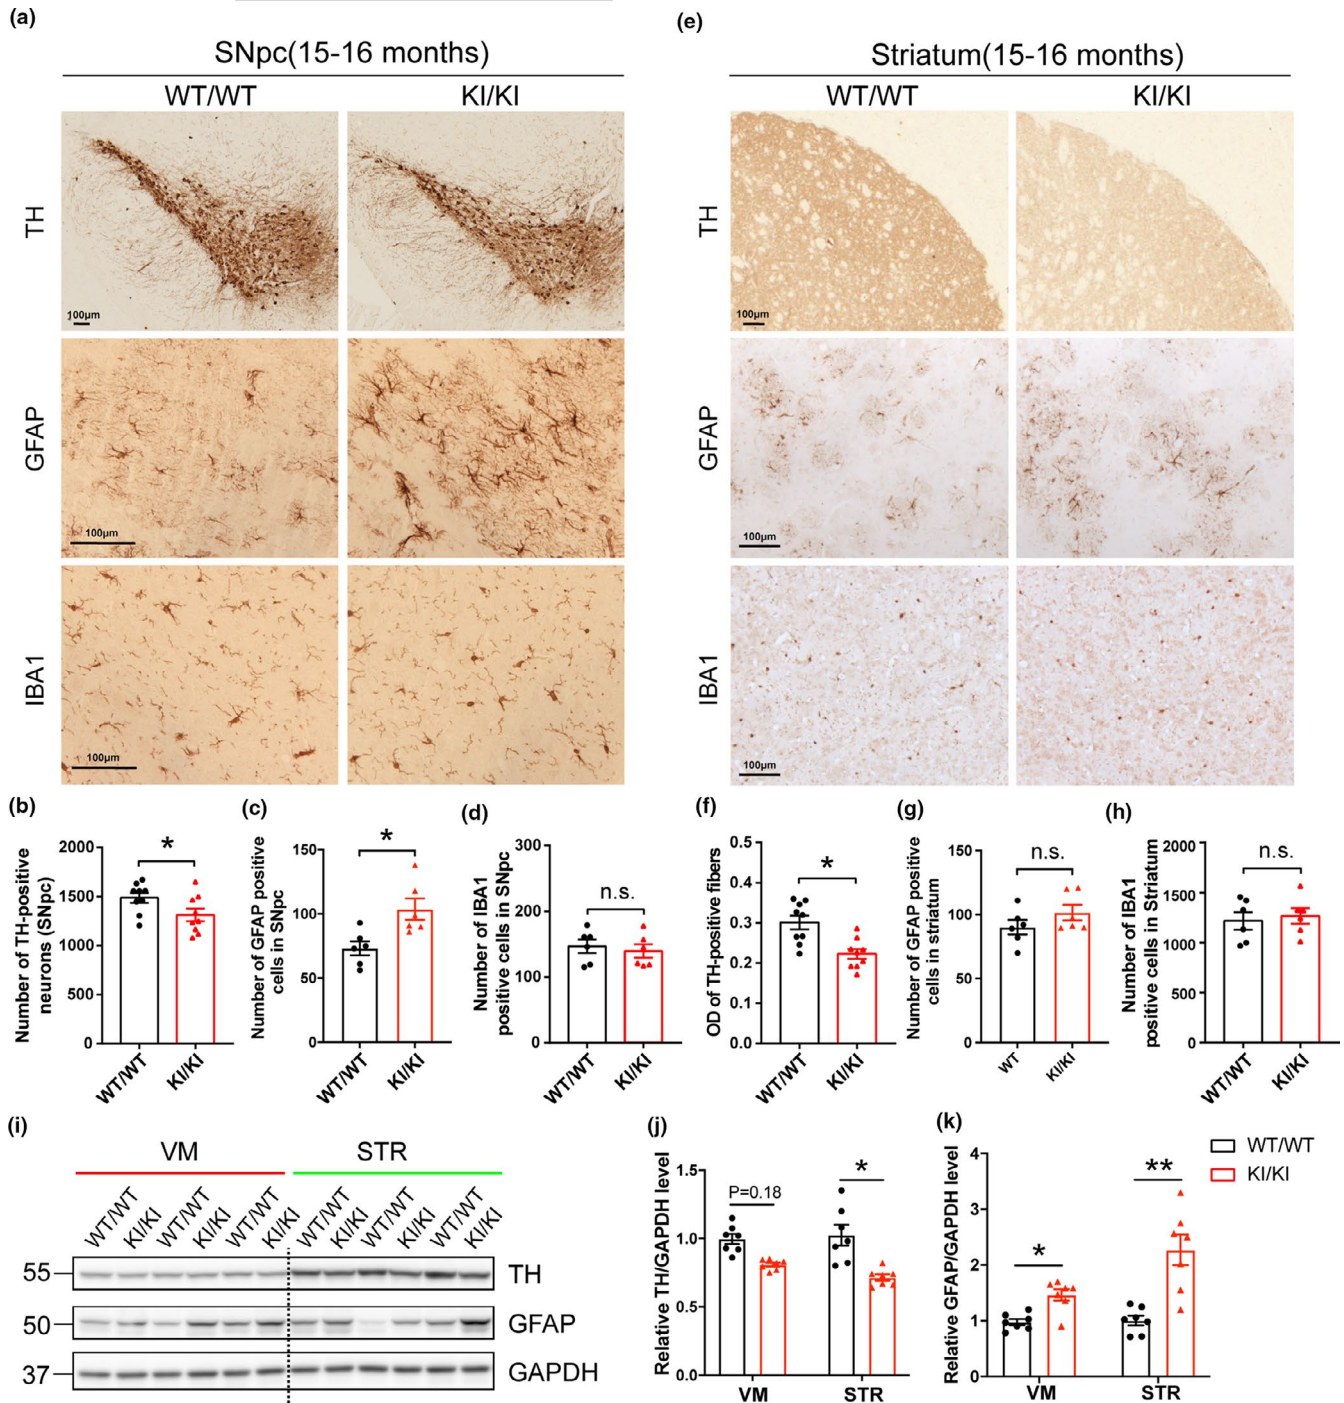 (a)
SNpc(15-16 months)
WT/WT KI/KI
TH
100µm
GFAP
100µm
IBA1
100µm
(e)
Striatum(15-16 months)
WT/WT KI/KI
TH
100µm
GFAP
100µm
IBA1
100µm
(b)
Number of TH-positive
neurons (SNpc)
2000
1500
1000
500
0
*
WT/WT
KI/KI
(c)
Number of GFAP positive
cells in SNpc
150
100
50
0
*
WT/WT
KI/KI
(d)
Number of IBA1
positive cells in SNpc
300
200
100
0
n.s.
WT/WT
KI/KI
(f)
OD of TH-positive fibers
0.5
0.4
0.3
0.2
0.1
0.0
*
WT/WT
KI/KI
(g)
Number of GFAP positive
cells in striatum
150
100
50
0
n.s.
WT
KI/KI
(h)
Number of IBA1
positive cells in Striatum
2000
1500
1000
500
0
n.s.
WT/WT
KI/KI
(i)
VM STR
WT/WT KI/KI WT/WT KI/KI WT/WT KI/KI WT/WT KI/KI WT/WT KI/KI WT/WT KI/KI
55 TH
50 GFAP
37 GAPDH
(j)
Relative TH/GAPDH level
1.5
1.0
0.5
0.0
P=0.18
*
VM STR
(k)
Relative GFAP/GAPDH level
4
3
2
1
0
*
**
VM STR
WT/WT
KI/KI